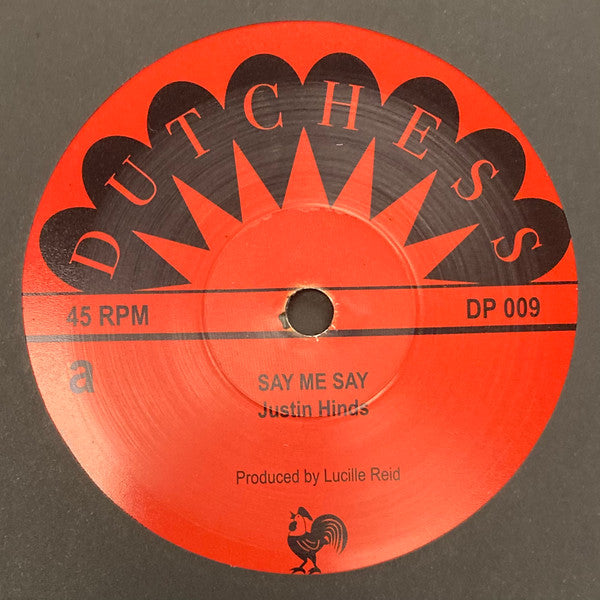 DUTCHESS
45 RPM
DP 009
a
SAY ME SAY
Justin Hinds
Produced by Lucille Reid